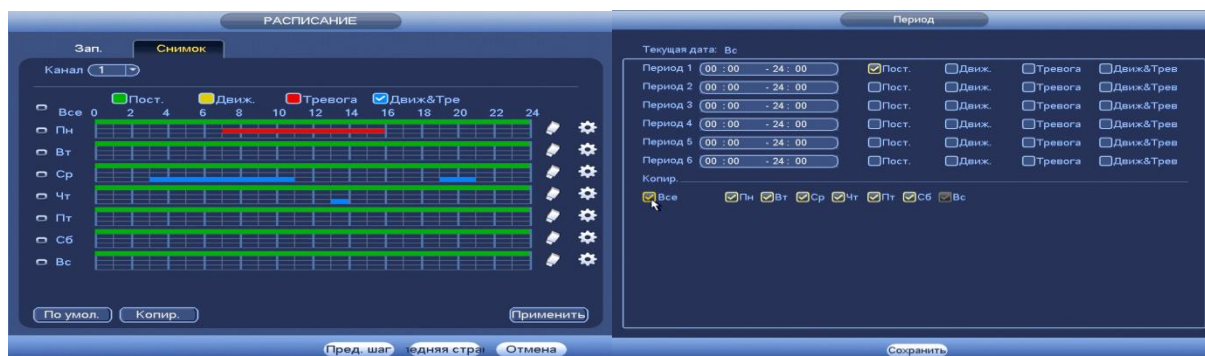 РАСПИСАНИЕ
Зап. Снимок
Канал 1
Пост. Движ. Тревога Движ&Тре
Все 0 2 4 6 8 10 12 14 16 18 20 22 24
Пн
Вт
Ср
Чт
Пт
Сб
Вс
По умол. Копир. Применить
Пред. шаг едняя стра Отмена
Период
Текущая дата: Вс
Период 1 00 :00 - 24: 00 Пост. Движ. Тревога Движ&Трев
Период 2 00 :00 - 24: 00 Пост. Движ. Тревога Движ&Трев
Период 3 00 :00 - 24: 00 Пост. Движ. Тревога Движ&Трев
Период 4 00 :00 - 24: 00 Пост. Движ. Тревога Движ&Трев
Период 5 00 :00 - 24: 00 Пост. Движ. Тревога Движ&Трев
Период 6 00 :00 - 24: 00 Пост. Движ. Тревога Движ&Трев
Копир.
Все Пн Вт Ср Чт Пт Сб Вс
Сохранить